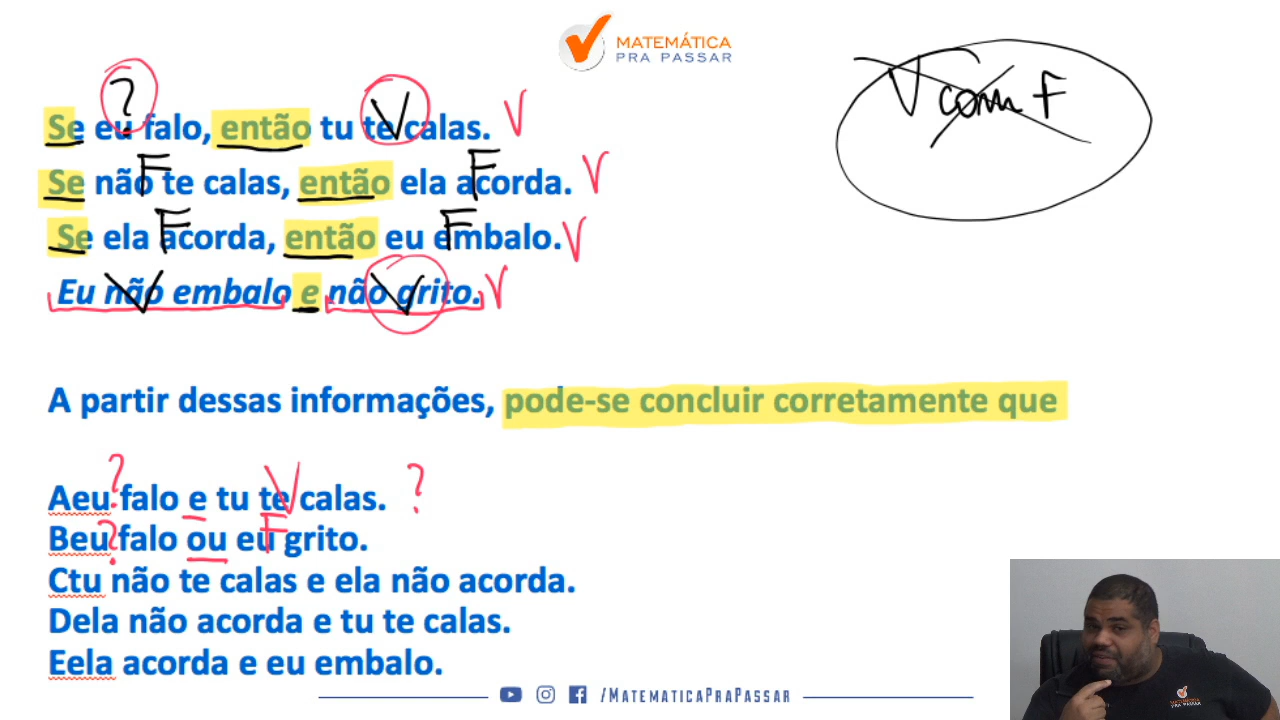 MATEMÁTICA
PRA PASSAR
V com F
?
V
Se eu falo, então tu te calas. V
F
F
Se não te calas, então ela acorda. V
F
F
Se ela acorda, então eu embalo. V
V
V
Eu não embalo e não grito. V
A partir dessas informações, pode-se concluir corretamente que
?
V
Aeu falo e tu te calas. ?
?
F
Beu falo ou eu grito.
Ctu não te calas e ela não acorda.
Dela não acorda e tu te calas.
Eela acorda e eu embalo.
/MATEMATICAPRAPASSAR